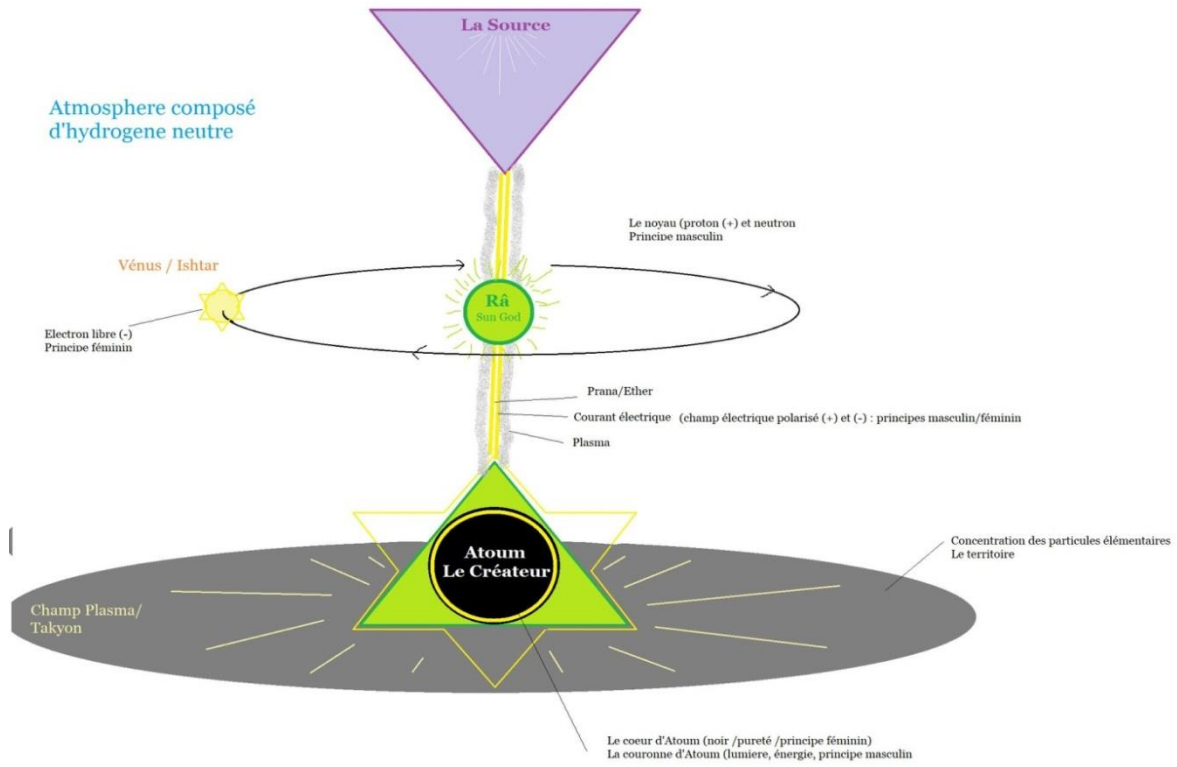 La Source
Atmosphere composé
d'hydrogene neutre
Le noyau (proton (+) et neutron
Principe masculin
Vénus / Ishtar
Râ
Sun God
Electron libre (-)
Principe féminin
Prana/Ether
Courant électrique (champ électrique polarisé (+) et (-) : principes masculin/féminin
Plasma
Concentration des particules élémentaires
Le territoire
Atoum
Le Créateur
Champ Plasma/
Takyon
Le coeur d'Atoum (noir /pureté /principe féminin)
La couronne d'Atoum (lumiere, énergie, principe masculin